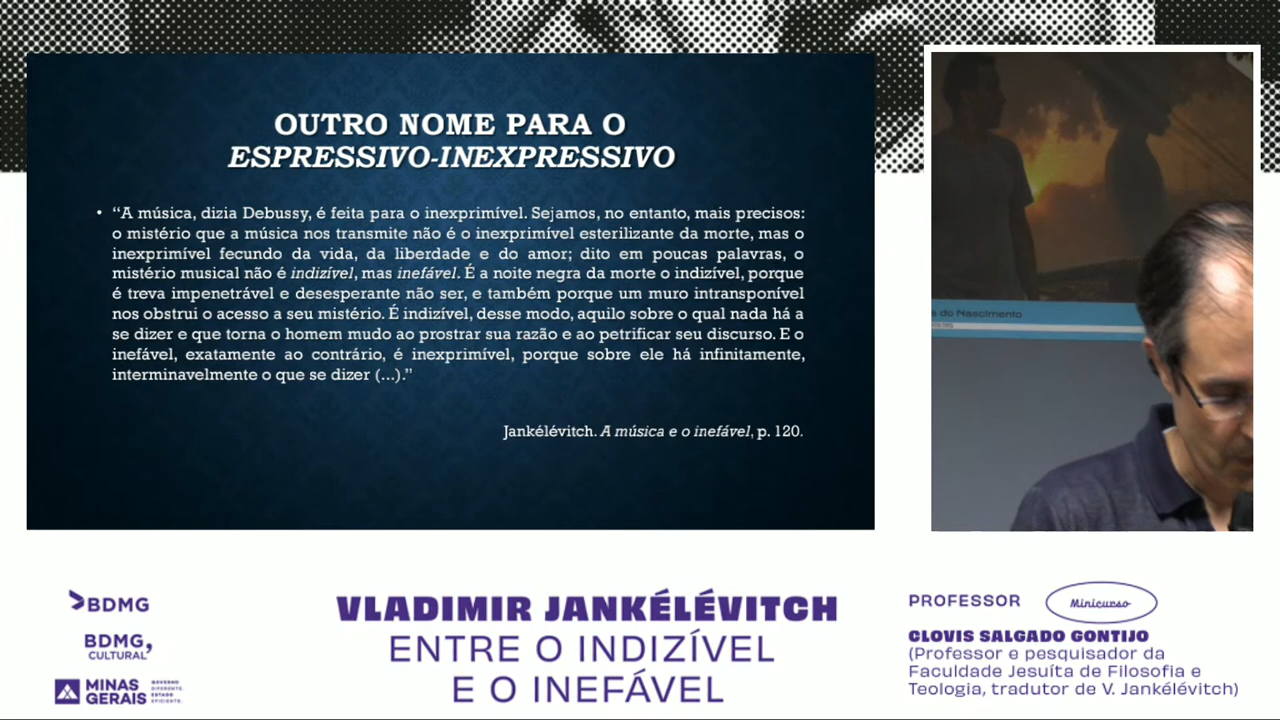 OUTRO NOME PARA O
ESPRESSIVO-INEXPRESSIVO
• “A música, dizia Debussy, é feita para o inexprimível. Sejamos, no entanto, mais precisos:
o mistério que a música nos transmite não é o inexprimível esterilizante da morte, mas o
inexprimível fecundo da vida, da liberdade e do amor; dito em poucas palavras, o
mistério musical não é indizível, mas inefável. É a noite negra da morte o indizível, porque
é treva impenetrável e desesperante não ser, e também porque um muro intransponível
nos obstrui o acesso a seu mistério. É indizível, desse modo, aquilo sobre o qual nada há a
se dizer e que torna o homem mudo ao prostrar sua razão e ao petrificar seu discurso. E o
inefável, exatamente ao contrário, é inexprimível, porque sobre ele há infinitamente,
interminavelmente o que se dizer (...).”
Jankélévitch. A música e o inefável, p. 120.
do Nascimento
BDMG
BDMG,
CULTURAL
MINAS
GERAIS
GOVERNO
DIFERENTE.
ESTADO
EFICIENTE.
VLADIMIR JANKÉLÉVITCH
ENTRE O INDIZÍVEL
E O INEFÁVEL
PROFESSOR
Minicurso
CLOVIS SALGADO GONTIJO
(Professor e pesquisador da
Faculdade Jesuíta de Filosofia e
Teologia, tradutor de V. Jankélévitch)